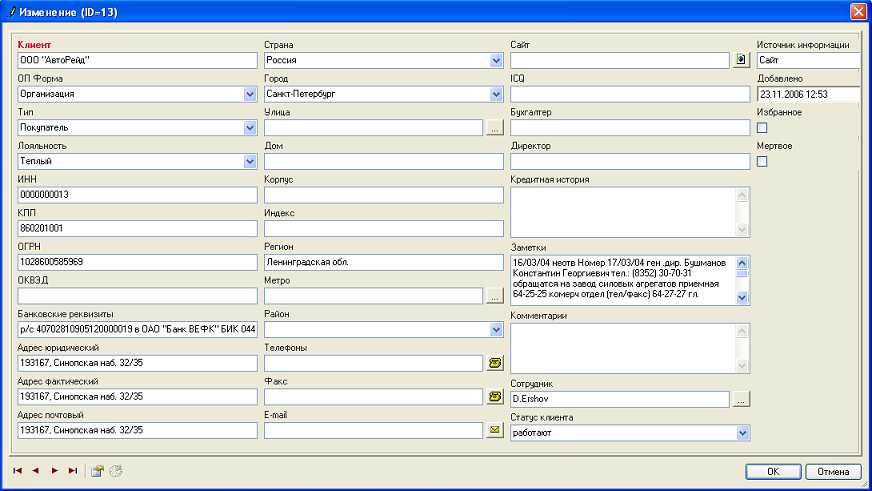 Изменение (ID=13)
Клиент
ООО "АвтоРейд"
ОП Форма
Организация
Тип
Покупатель
Лояльность
Теплый
ИНН
0000000013
КПП
860201001
ОГРН
1028600585969
ОКВЭД
Банковские реквизиты
р/с 40702810905120000019 в ОАО "Банк ВЕФК" БИК 044
Адрес юридический
193167, Синопская наб. 32/35
Адрес фактический
193167, Синопская наб. 32/35
Адрес почтовый
193167, Синопская наб. 32/35
Страна
Россия
Город
Санкт-Петербург
Улица
...
Дом
Корпус
Индекс
Регион
Ленинградская обл.
Метро
...
Район
Телефоны
Факс
E-mail
Сайт
ICQ
Бухгалтер
Директор
Кредитная история
Заметки
16/03/04 неотв Номер 17/03/04 ген .дир. Бушманов
Константин Георгиевич тел.: (8352) 30-70-31
обращатся на завод силовых агрегатов приемная
64-25-25 комерч отдел (тел/факс) 64-27-27 гл.
Комментарии
Сотрудник
D.Ershov
...
Статус клиента
работают
Источник информации
Сайт
Добавлено
23.11.2006 12:53
Избранное
Мертвое
OK
Отмена